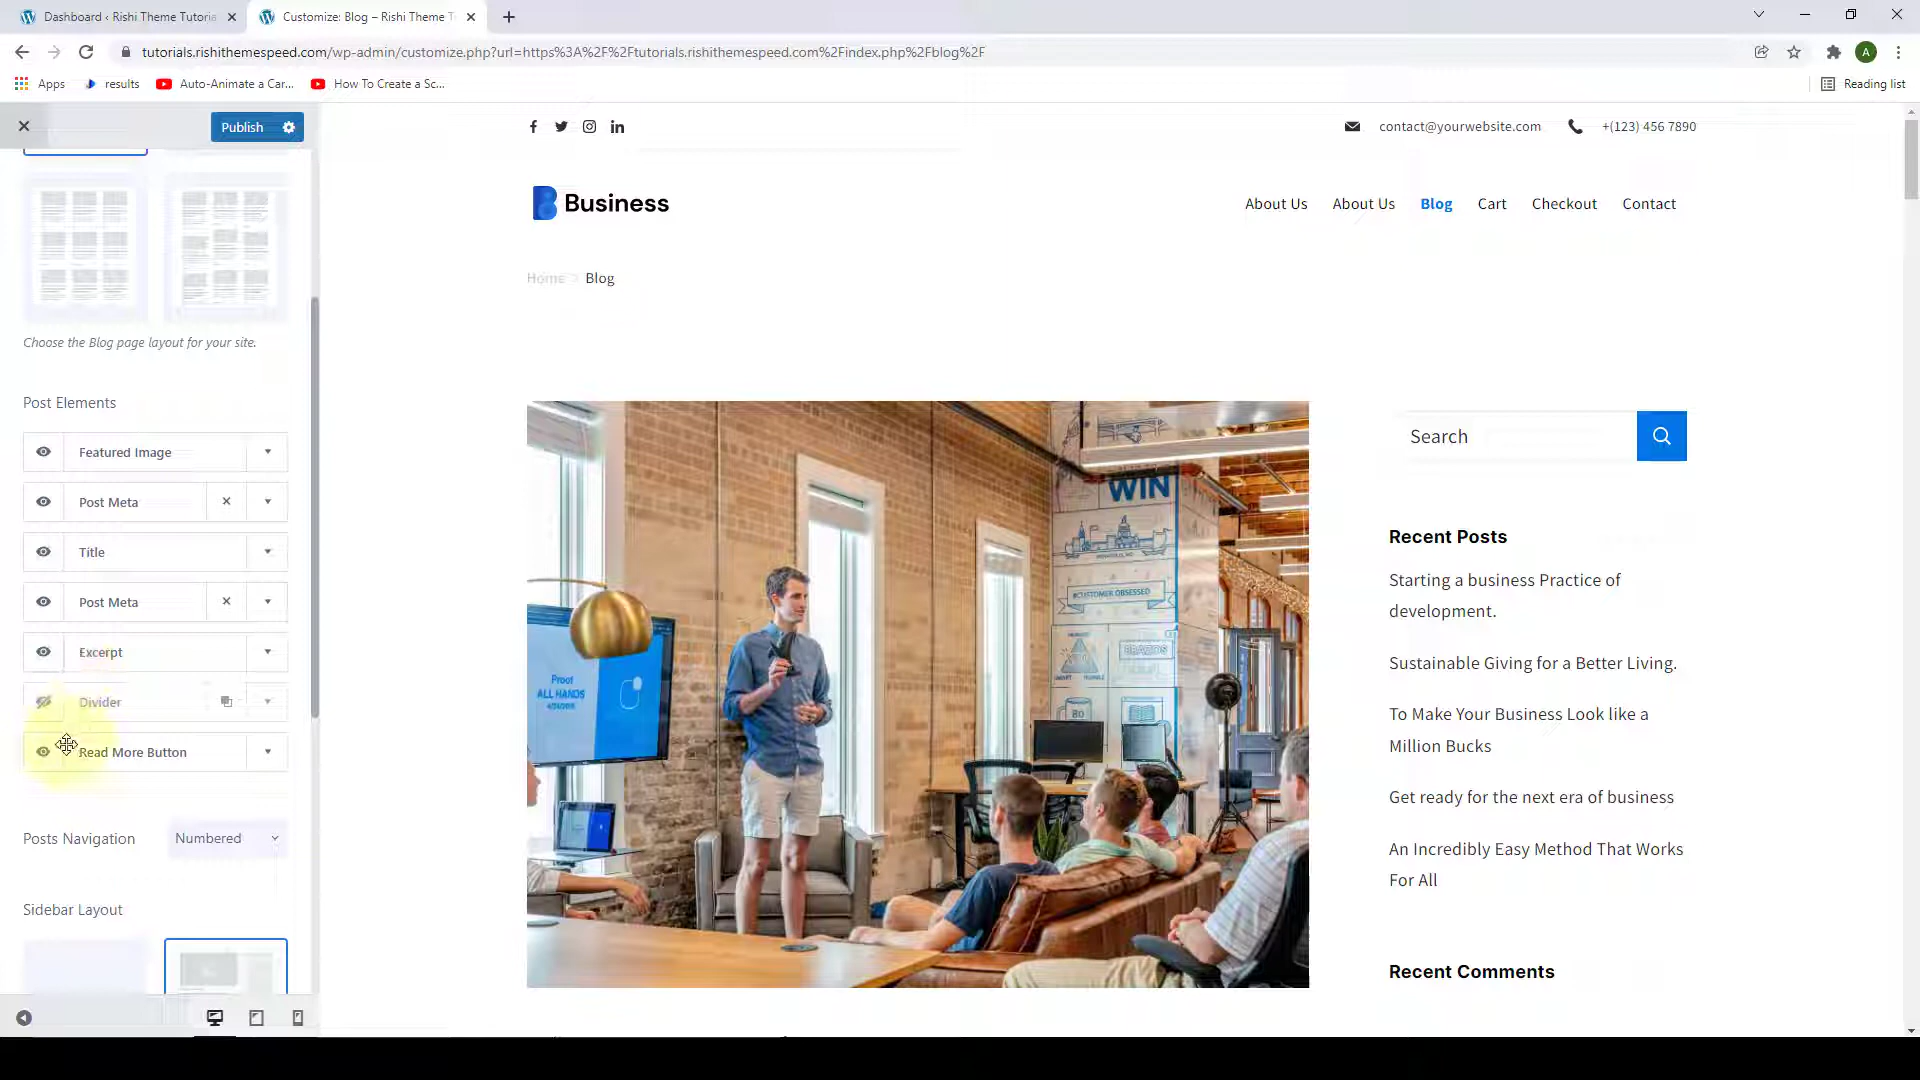 Dashboard ‹ Rishi Theme Tutoria
Customize: Blog – Rishi Theme T
tutorials.rishithemespeed.com/wp-admin/customize.php?url=https%3A%2F%2Ftutorials.rishithemespeed.com%2Findex.php%2Fblog%2F
A
Apps
results
Auto-Animate a Car...
How To Create a Sc...
Reading list
Publish
contact@yourwebsite.com
+(123) 456 7890
Business
About Us
About Us
Blog
Cart
Checkout
Contact
Home > Blog
Choose the Blog page layout for your site.
Post Elements
Featured Image
Post Meta
Title
Post Meta
Excerpt
Divider
Read More Button
Posts Navigation
Numbered
Sidebar Layout
WIN
#CUSTOMER OBSESSED
Proof
ALL HANDS
Search
Recent Posts
Starting a business Practice of
development.
Sustainable Giving for a Better Living.
To Make Your Business Look like a
Million Bucks
Get ready for the next era of business
An Incredibly Easy Method That Works
For All
Recent Comments